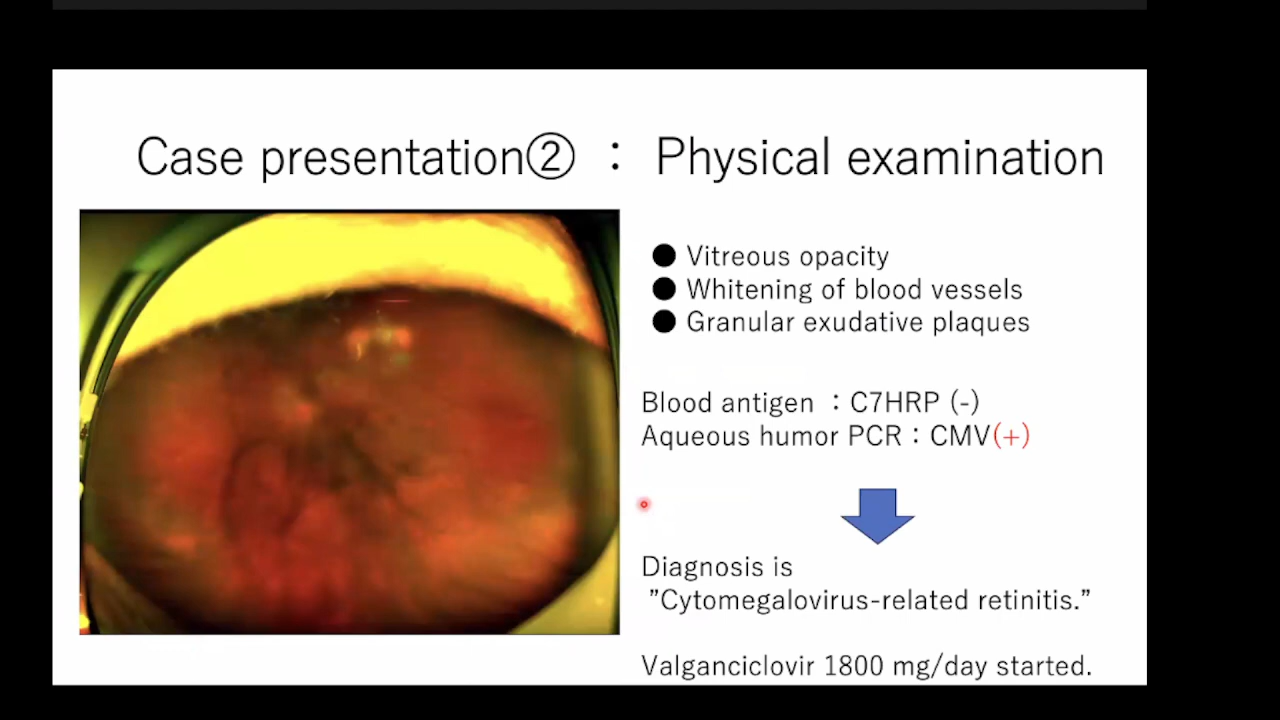 Case presentation② ： Physical examination
● Vitreous opacity
● Whitening of blood vessels
● Granular exudative plaques
Blood antigen ：C7HRP (-)
Aqueous humor PCR：CMV(+)
Diagnosis is
”Cytomegalovirus-related retinitis.”
Valganciclovir 1800 mg/day started.